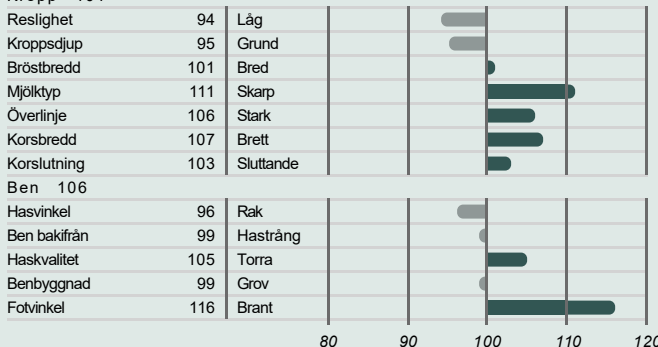 Reslighet 94 Låg
Kroppsdjup 95 Grund
Bröstbredd 101 Bred
Mjölktyp 111 Skarp
Överlinje 106 Stark
Korsbredd 107 Brett
Korslutning 103 Sluttande
Ben 106
Hasvinkel 96 Rak
Ben bakifrån 99 Hastrång
Haskvalitet 105 Torra
Benbyggnad 99 Grov
Fotvinkel 116 Brant
80 90 100 110 120